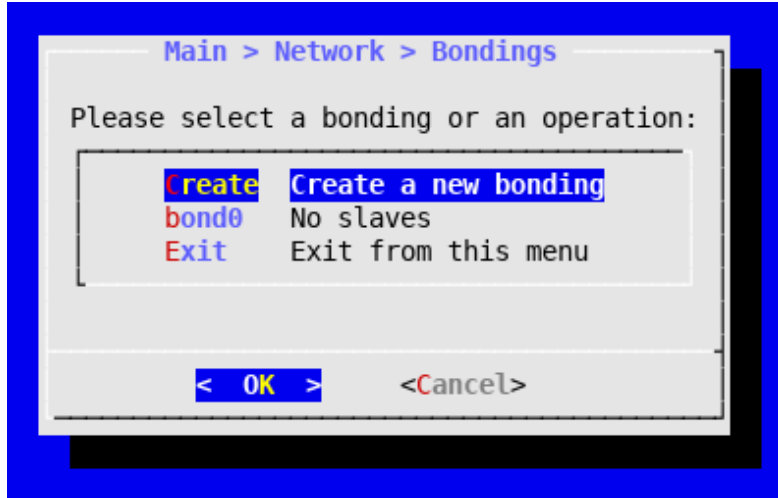 Main > Network > Bondings
Please select a bonding or an operation:
Create Create a new bonding
bond0 No slaves
Exit Exit from this menu
< OK > <Cancel>